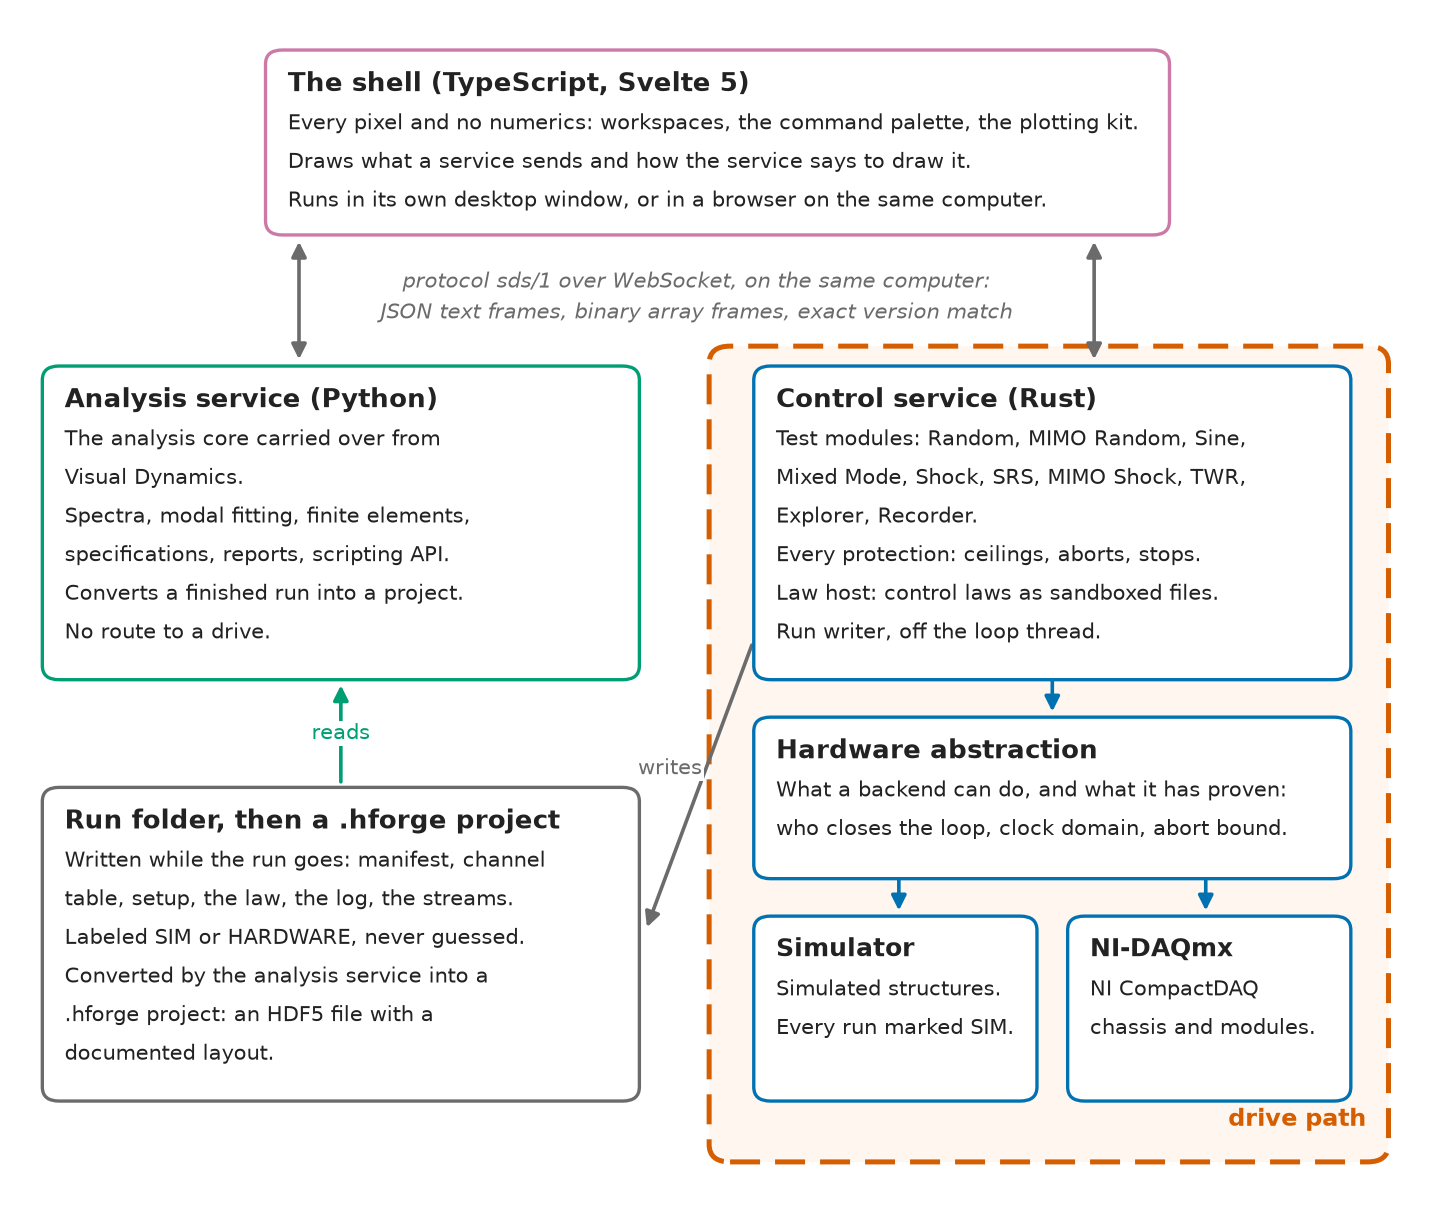 The shell (TypeScript, Svelte 5)
Every pixel and no numerics: workspaces, the command palette, the plotting kit.
Draws what a service sends and how the service says to draw it.
Runs in its own desktop window, or in a browser on the same computer.
protocol sds/1 over WebSocket, on the same computer:
JSON text frames, binary array frames, exact version match
Analysis service (Python)
The analysis core carried over from
Visual Dynamics.
Spectra, modal fitting, finite elements,
specifications, reports, scripting API.
Converts a finished run into a project.
No route to a drive.
Control service (Rust)
Test modules: Random, MIMO Random, Sine,
Mixed Mode, Shock, SRS, MIMO Shock, TWR,
Explorer, Recorder.
Every protection: ceilings, aborts, stops.
Law host: control laws as sandboxed files.
Run writer, off the loop thread.
reads
writes
Hardware abstraction
What a backend can do, and what it has proven:
who closes the loop, clock domain, abort bound.
Run folder, then a .hforge project
Written while the run goes: manifest, channel
table, setup, the law, the log, the streams.
Labeled SIM or HARDWARE, never guessed.
Converted by the analysis service into a
.hforge project: an HDF5 file with a
documented layout.
Simulator
Simulated structures.
Every run marked SIM.
NI-DAQmx
NI CompactDAQ
chassis and modules.
drive path